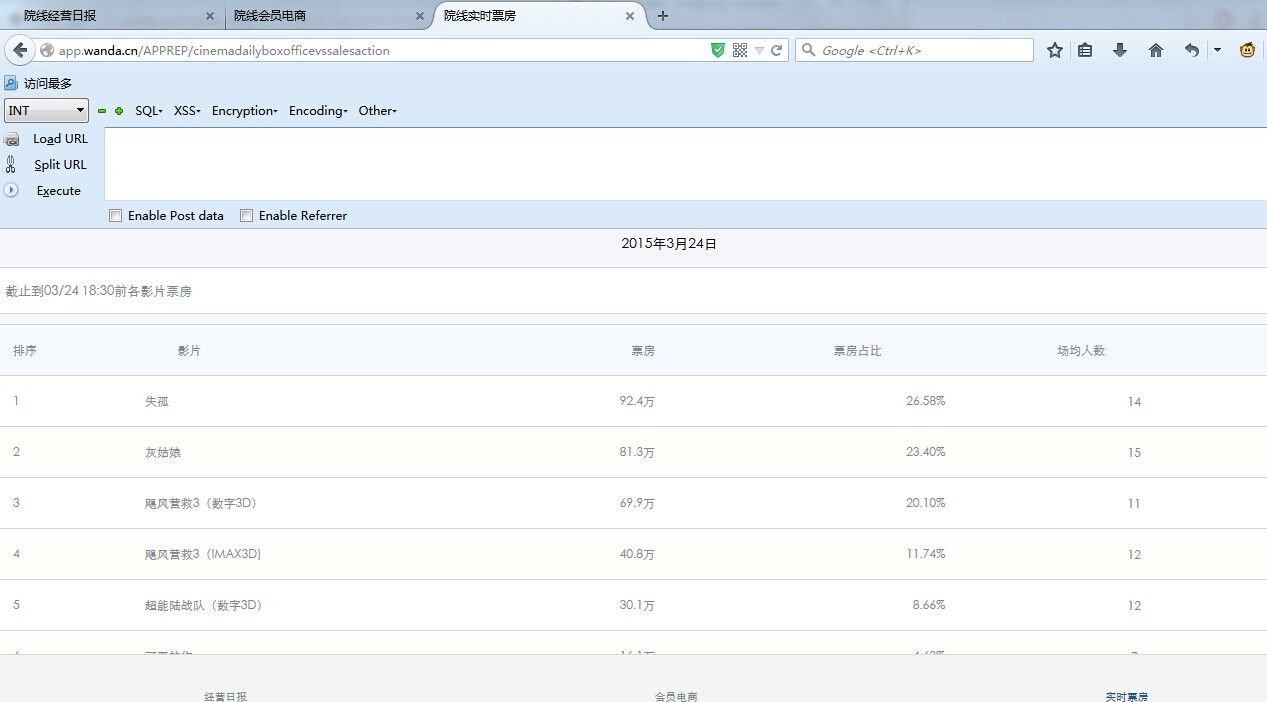 院线经营日报 院线会员电商 院线实时票房
app.wanda.cn/APPREP/cinemadailyboxofficevssalesaction Google <Ctrl+K>
访问最多
INT SQL XSS Encryption Encoding Other
Load URL
Split URL
Execute
Enable Post data Enable Referrer
2015年3月24日
截止到03/24 18:30前各影片票房
排序 影片 票房 票房占比 场均人数
1 失孤 92.4万 26.58% 14
2 灰姑娘 81.3万 23.40% 15
3 飓风营救3（数字3D） 69.9万 20.10% 11
4 飓风营救3（IMAX3D） 40.8万 11.74% 12
5 超能陆战队（数字3D） 30.1万 8.66% 12
经营日报 会员电商 实时票房